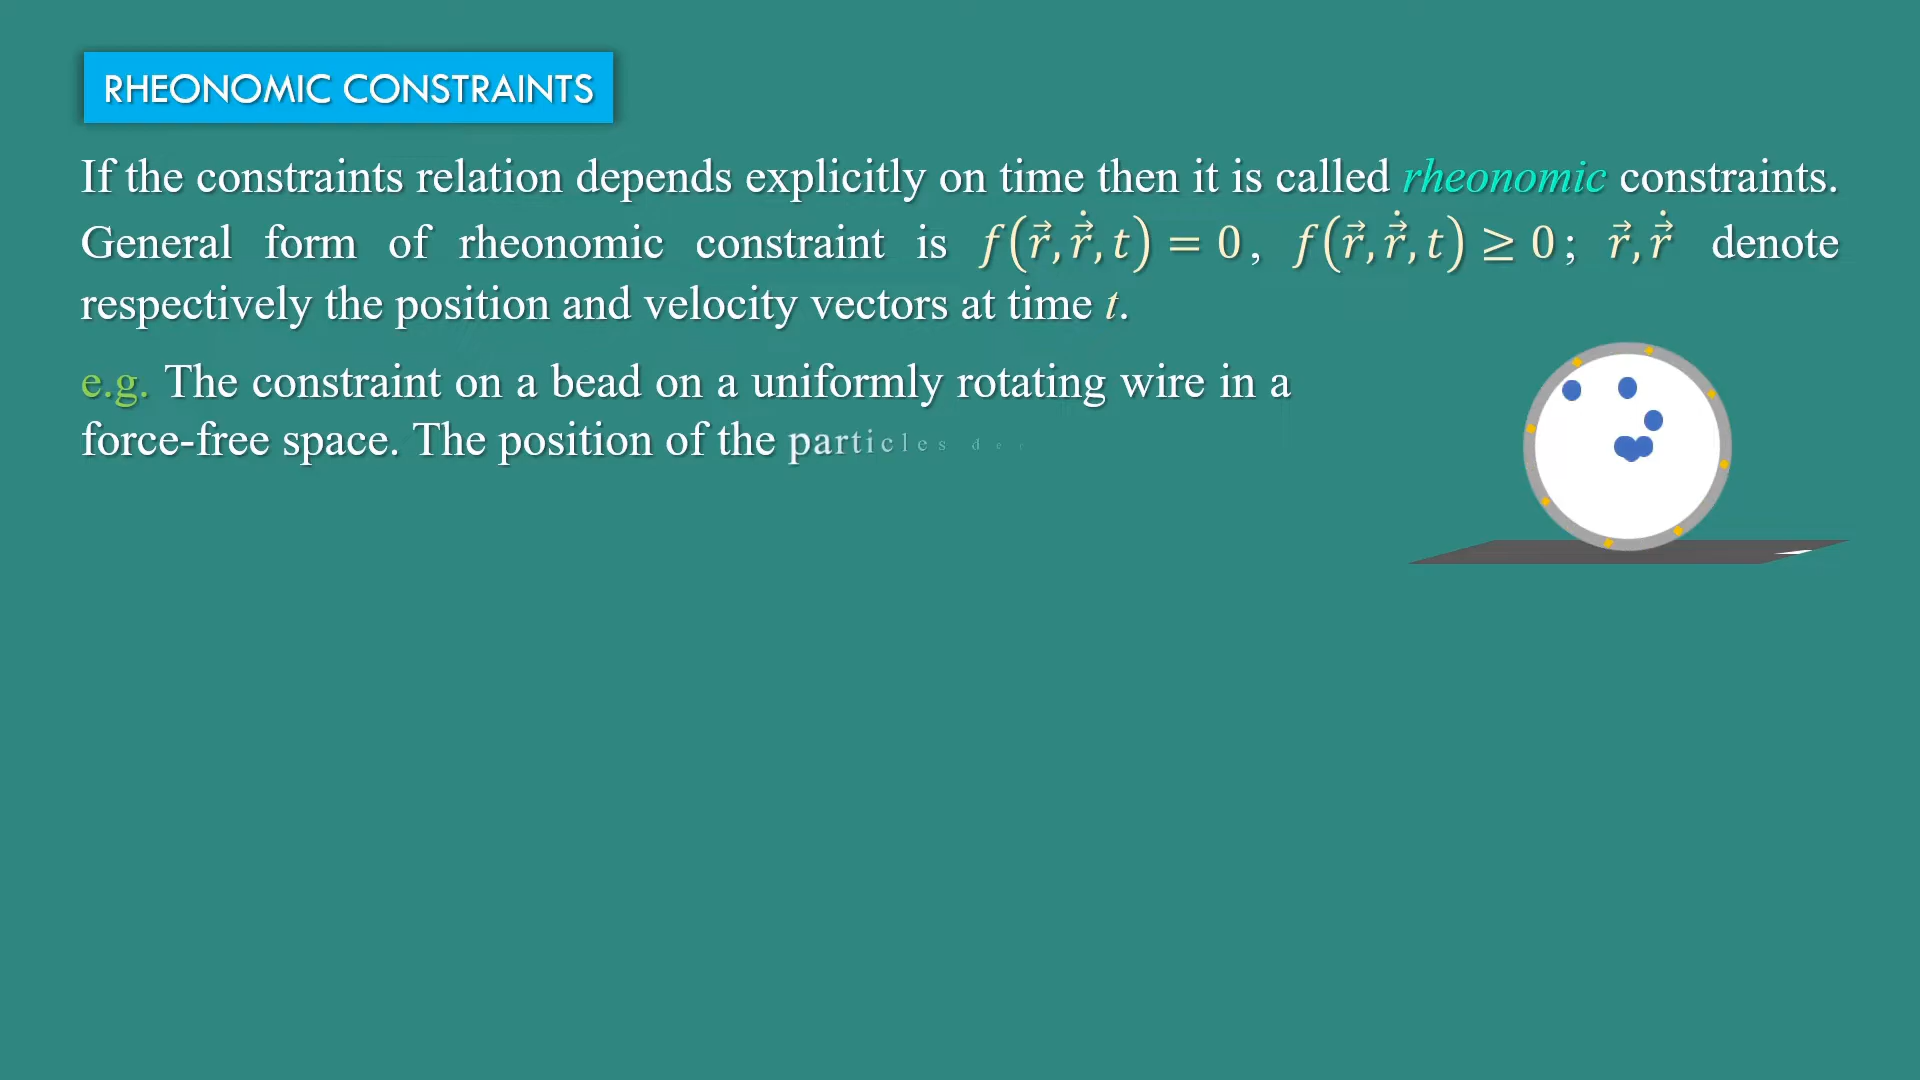 RHEONOMIC CONSTRAINTS
If the constraints relation depends explicitly on time then it is called rheonomic constraints.
General form of rheonomic constraint is f(r⃗, ṙ⃗, t) = 0, f(r⃗, ṙ⃗, t) ≥ 0; r⃗, ṙ⃗ denote
respectively the position and velocity vectors at time t.
e.g. The constraint on a bead on a uniformly rotating wire in a
force-free space. The position of the particles